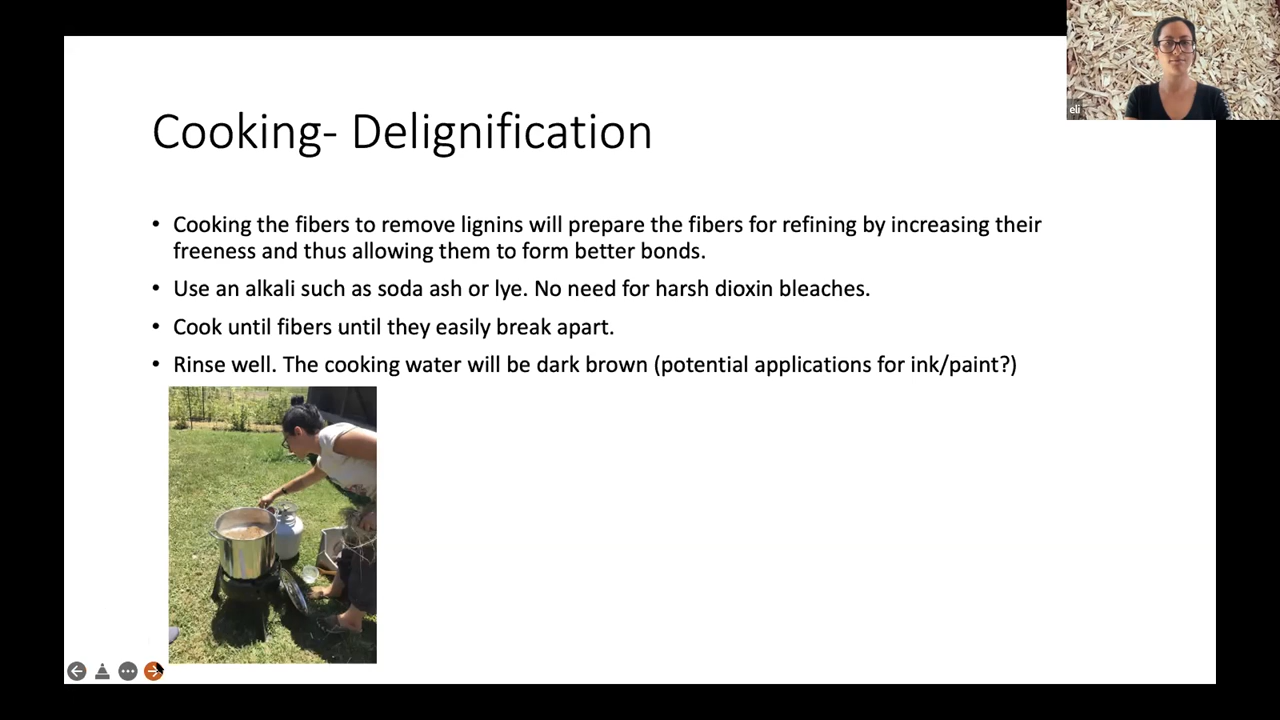 eli
Cooking- Delignification
• Cooking the fibers to remove lignins will prepare the fibers for refining by increasing their
freeness and thus allowing them to form better bonds.
• Use an alkali such as soda ash or lye. No need for harsh dioxin bleaches.
• Cook until fibers until they easily break apart.
• Rinse well. The cooking water will be dark brown (potential applications for ink/paint?)